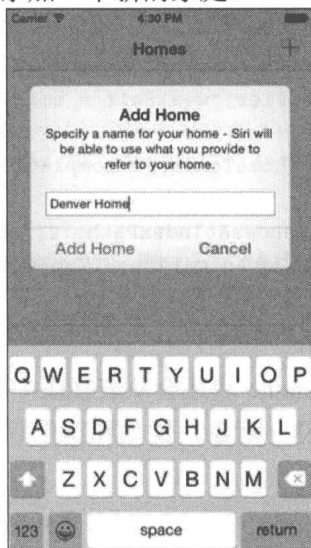 Carrier 4:30 PM
Homes +
Add Home
Specify a name for your home - Siri will
be able to use what you provide to
refer to your home.
Denver Home
Add Home Cancel
Q W E R T Y U I O P
A S D F G H J K L
Z X C V B N M
123 space return